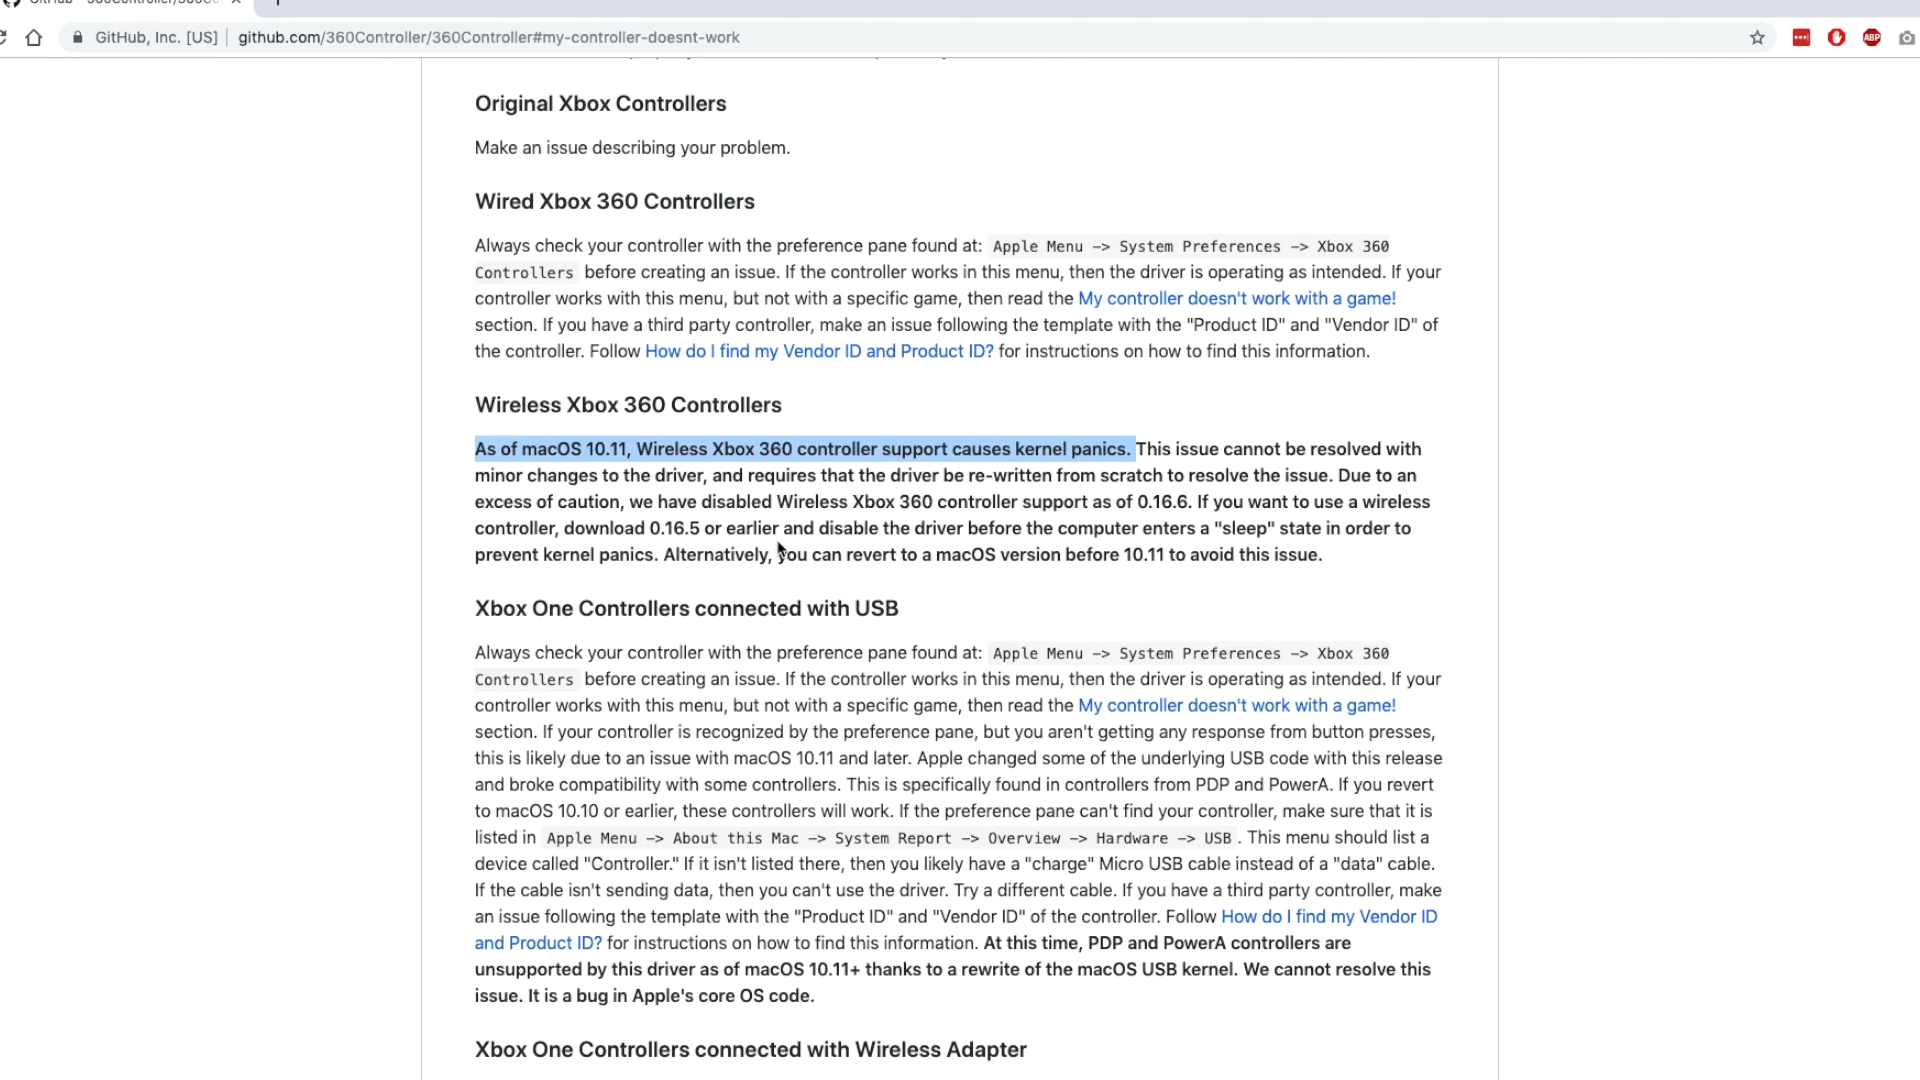 GitHub, Inc. [US] github.com/360Controller/360Controller#my-controller-doesnt-work
ABP
Original Xbox Controllers
Make an issue describing your problem.
Wired Xbox 360 Controllers
Always check your controller with the preference pane found at: Apple Menu -> System Preferences -> Xbox 360
Controllers before creating an issue. If the controller works in this menu, then the driver is operating as intended. If your
controller works with this menu, but not with a specific game, then read the My controller doesn't work with a game!
section. If you have a third party controller, make an issue following the template with the "Product ID" and "Vendor ID" of
the controller. Follow How do I find my Vendor ID and Product ID? for instructions on how to find this information.
Wireless Xbox 360 Controllers
As of macOS 10.11, Wireless Xbox 360 controller support causes kernel panics. This issue cannot be resolved with
minor changes to the driver, and requires that the driver be re-written from scratch to resolve the issue. Due to an
excess of caution, we have disabled Wireless Xbox 360 controller support as of 0.16.6. If you want to use a wireless
controller, download 0.16.5 or earlier and disable the driver before the computer enters a "sleep" state in order to
prevent kernel panics. Alternatively, you can revert to a macOS version before 10.11 to avoid this issue.
Xbox One Controllers connected with USB
Always check your controller with the preference pane found at: Apple Menu -> System Preferences -> Xbox 360
Controllers before creating an issue. If the controller works in this menu, then the driver is operating as intended. If your
controller works with this menu, but not with a specific game, then read the My controller doesn't work with a game!
section. If your controller is recognized by the preference pane, but you aren't getting any response from button presses,
this is likely due to an issue with macOS 10.11 and later. Apple changed some of the underlying USB code with this release
and broke compatibility with some controllers. This is specifically found in controllers from PDP and PowerA. If you revert
to macOS 10.10 or earlier, these controllers will work. If the preference pane can't find your controller, make sure that it is
listed in Apple Menu -> About this Mac -> System Report -> Overview -> Hardware -> USB . This menu should list a
device called "Controller." If it isn't listed there, then you likely have a "charge" Micro USB cable instead of a "data" cable.
If the cable isn't sending data, then you can't use the driver. Try a different cable. If you have a third party controller, make
an issue following the template with the "Product ID" and "Vendor ID" of the controller. Follow How do I find my Vendor ID
and Product ID? for instructions on how to find this information. At this time, PDP and PowerA controllers are
unsupported by this driver as of macOS 10.11+ thanks to a rewrite of the macOS USB kernel. We cannot resolve this
issue. It is a bug in Apple's core OS code.
Xbox One Controllers connected with Wireless Adapter